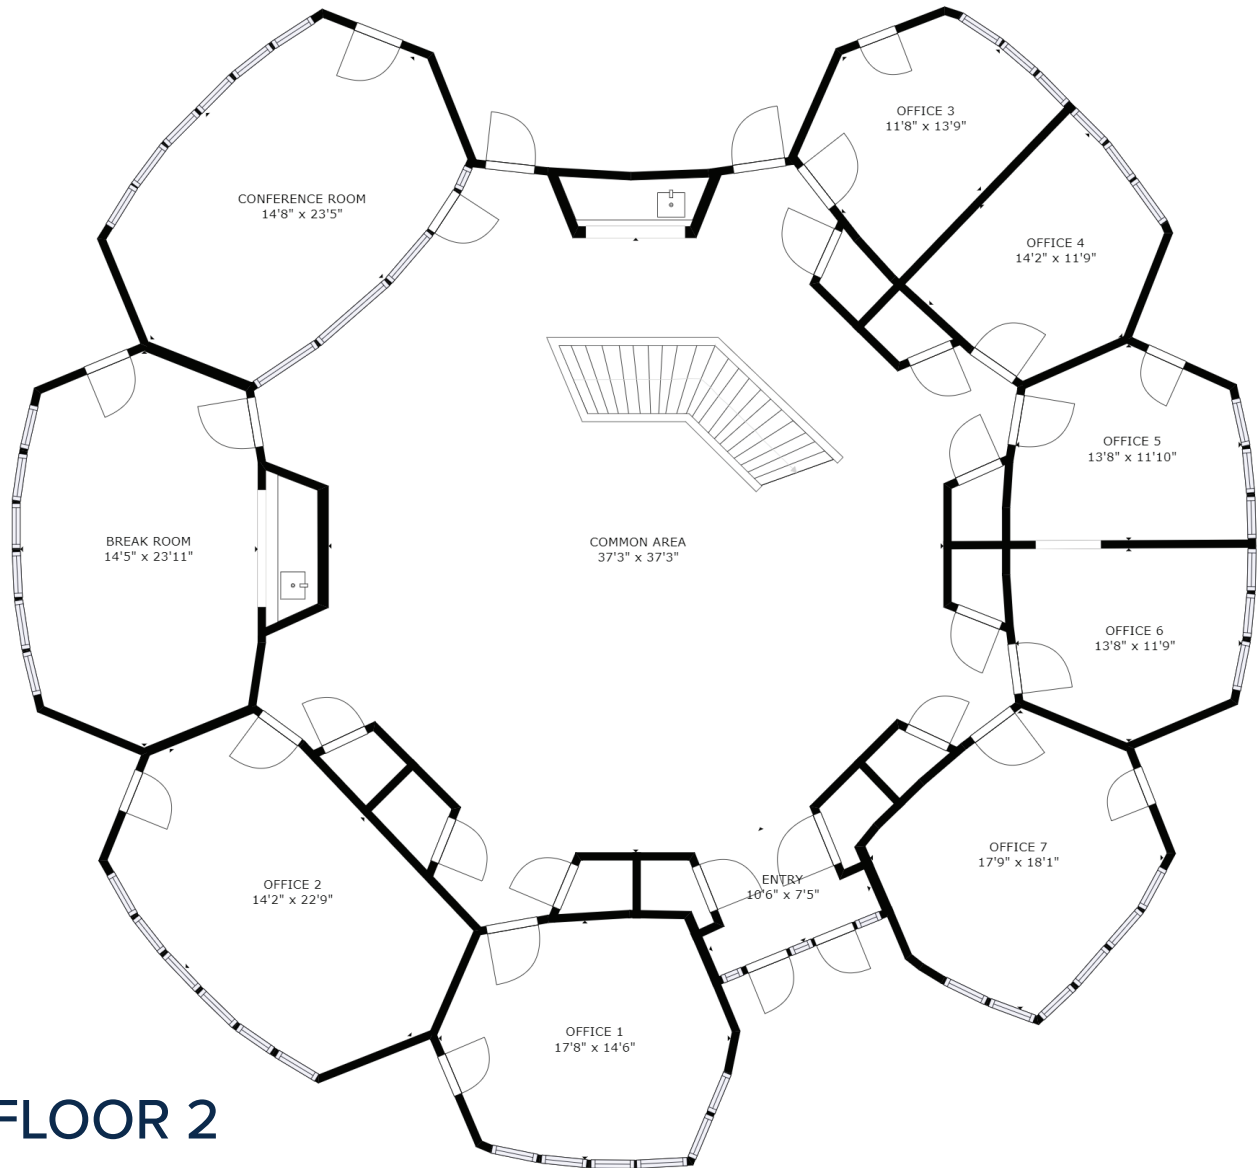 OFFICE 3
11'8" x 13'9"
CONFERENCE ROOM
14'8" x 23'5"
OFFICE 4
14'2" x 11'9"
OFFICE 5
13'8" x 11'10"
BREAK ROOM
14'5" x 23'11"
COMMON AREA
37'3" x 37'3"
OFFICE 6
13'8" x 11'9"
OFFICE 7
17'9" x 18'1"
OFFICE 2
14'2" x 22'9"
ENTRY
10'6" x 7'5"
OFFICE 1
17'8" x 14'6"
FLOOR 2